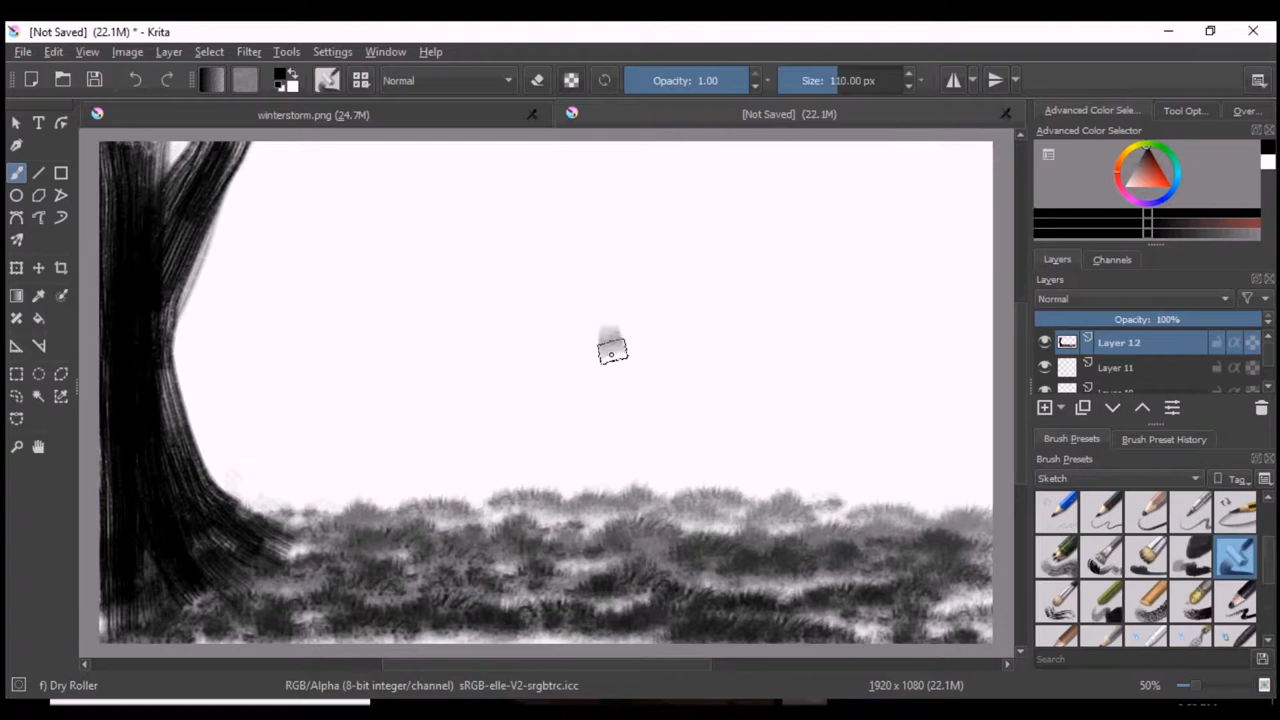 [Not Saved] (22.1M) * - Krita
File Edit View Image Layer Select Filter Tools Settings Window Help
Normal Opacity: 1.00 Size: 110.00 px
winterstorm.png (24.7M) [Not Saved] (22.1M)
Advanced Color Sele... Tool Opt... Over...
Advanced Color Selector
Layers Channels
Layers
Normal
Opacity: 100%
Layer 12
Layer 11
Brush Presets Brush Preset History
Brush Presets
Sketch Tag
Search
f) Dry Roller RGB/Alpha (8-bit integer/channel) sRGB-elle-V2-srgbtrc.icc 1920 x 1080 (22.1M) 50%